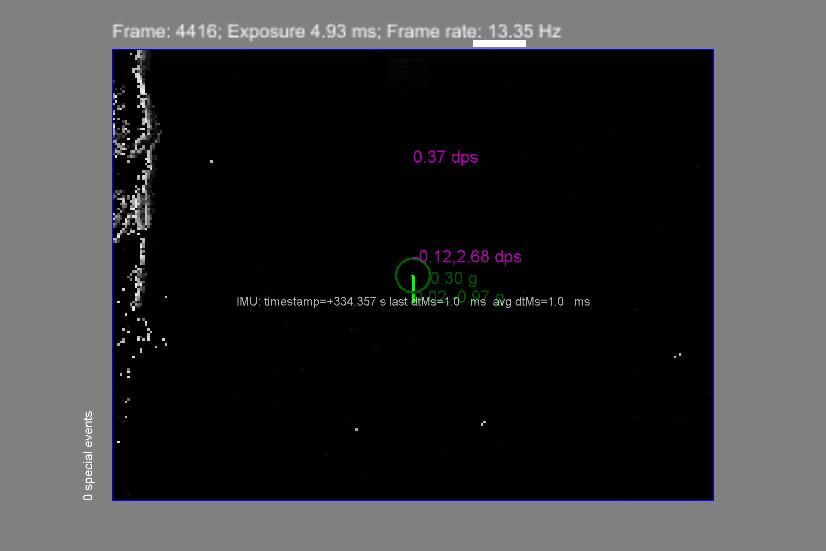 Frame: 4416; Exposure 4.93 ms; Frame rate: 13.35 Hz
0.37 dps
-0.12,2.68 dps
0.30 g
IMU: timestamp=+334.357 s last dtMs=1.0 ms avg dtMs=1.0 ms
0 special events